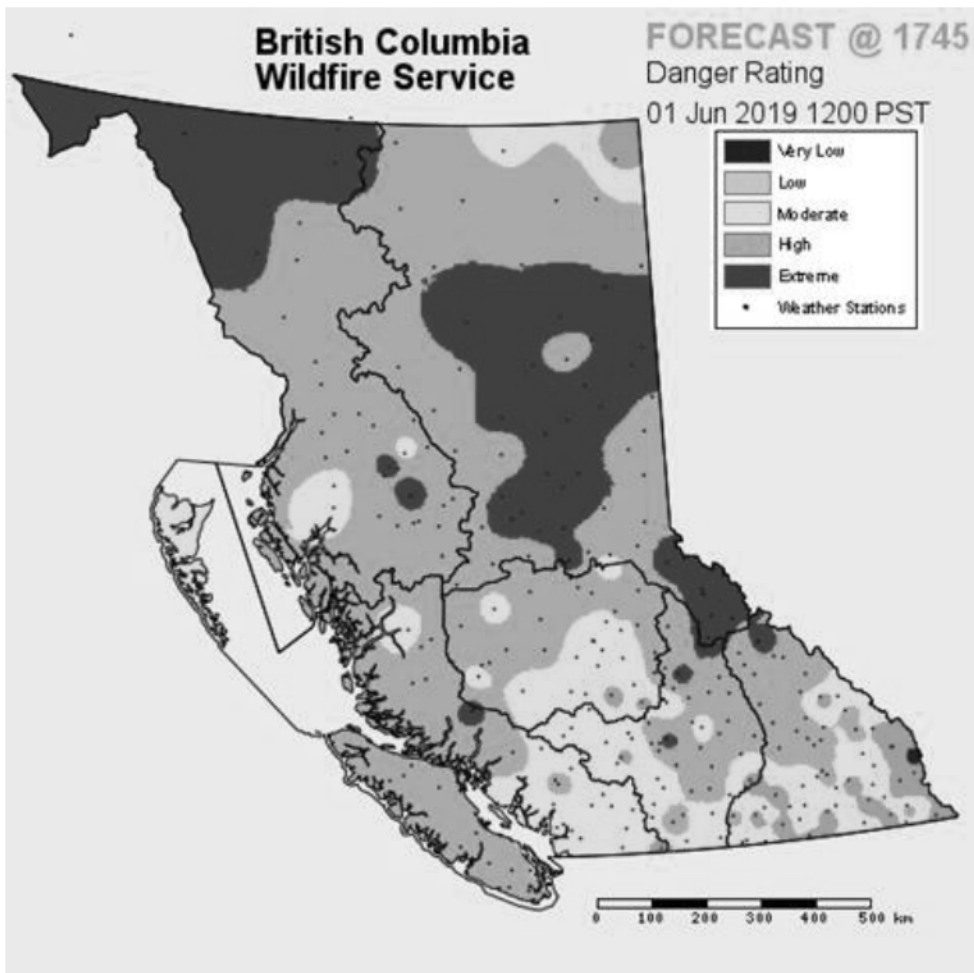 British Columbia
Wildfire Service
FORECAST @ 1745
Danger Rating
01 Jun 2019 1200 PST
Very Low
Low
Moderate
High
Extreme
Weather Stations
0 100 200 300 400 500 km